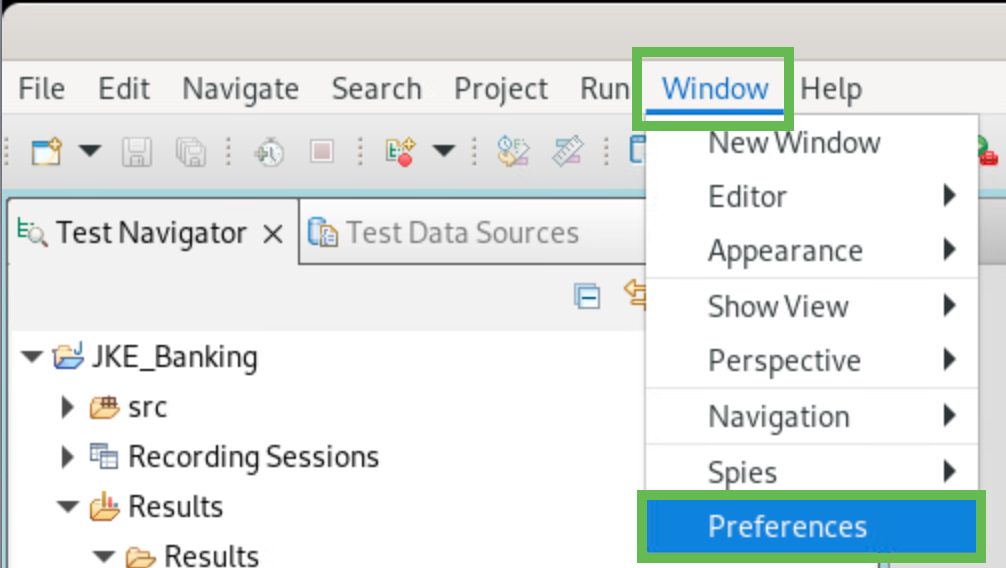 File Edit Navigate Search Project Run Window Help
New Window
Editor
Appearance
Show View
Perspective
Navigation
Spies
Preferences
Test Navigator Test Data Sources
JKE_Banking
src
Recording Sessions
Results
Results